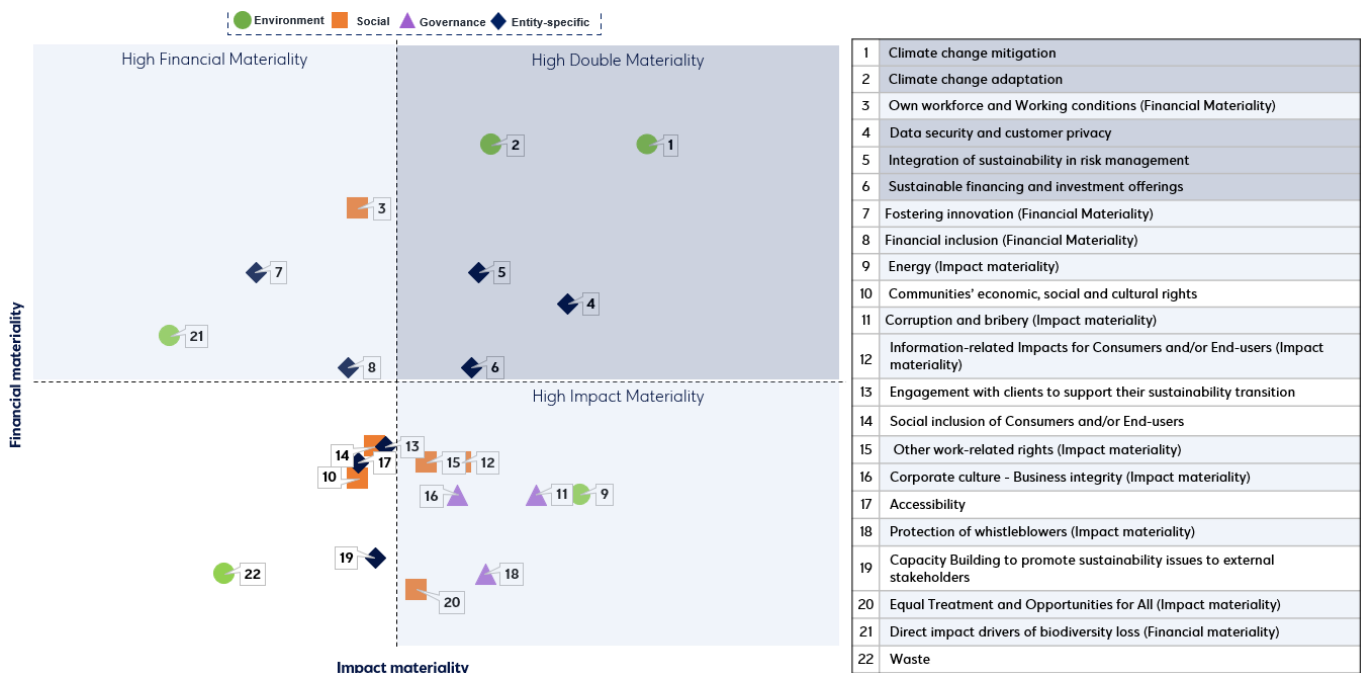 Environment Social Governance Entity-specific
High Financial Materiality
High Double Materiality
2
1
3
7
5
4
21
8
6
Financial materiality
High Impact Materiality
13
14
17
15
12
10
16
11
9
19
22
18
20
Impact materiality
1 Climate change mitigation
2 Climate change adaptation
3 Own workforce and Working conditions (Financial Materiality)
4 Data security and customer privacy
5 Integration of sustainability in risk management
6 Sustainable financing and investment offerings
7 Fostering innovation (Financial Materiality)
8 Financial inclusion (Financial Materiality)
9 Energy (Impact materiality)
10 Communities' economic, social and cultural rights
11 Corruption and bribery (Impact materiality)
12 Information-related Impacts for Consumers and/or End-users (Impact
materiality)
13 Engagement with clients to support their sustainability transition
14 Social inclusion of Consumers and/or End-users
15 Other work-related rights (Impact materiality)
16 Corporate culture - Business integrity (Impact materiality)
17 Accessibility
18 Protection of whistleblowers (Impact materiality)
19 Capacity Building to promote sustainability issues to external
stakeholders
20 Equal Treatment and Opportunities for All (Impact materiality)
21 Direct impact drivers of biodiversity loss (Financial materiality)
22 Waste